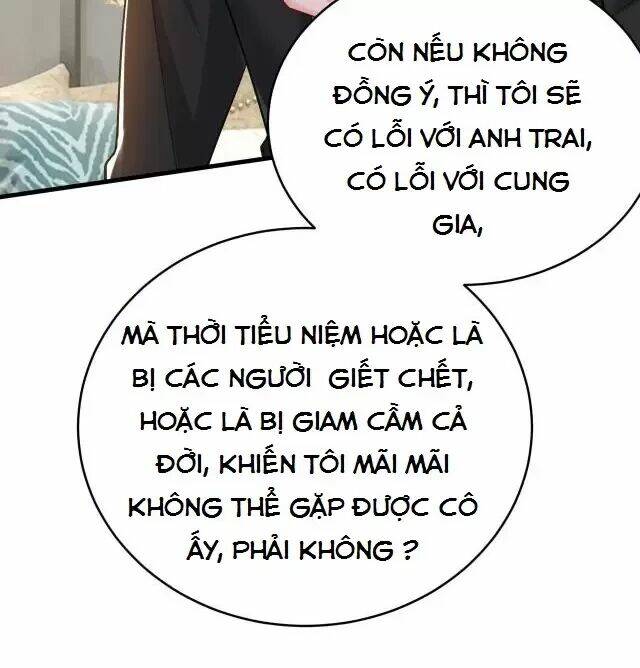 CÒN NẾU KHÔNG
ĐỒNG Ý, THÌ TÔI SẼ
CÓ LỖI VỚI ANH TRAI,
CÓ LỖI VỚI CUNG
GIA,
MÀ THỜI TIỂU NIỆM HOẶC LÀ
BỊ CÁC NGƯỜI GIẾT CHẾT,
HOẶC LÀ BỊ GIAM CẦM CẢ
ĐỜI, KHIẾN TÔI MÃI MÃI
KHÔNG THỂ GẶP ĐƯỢC CÔ
ẤY, PHẢI KHÔNG ?